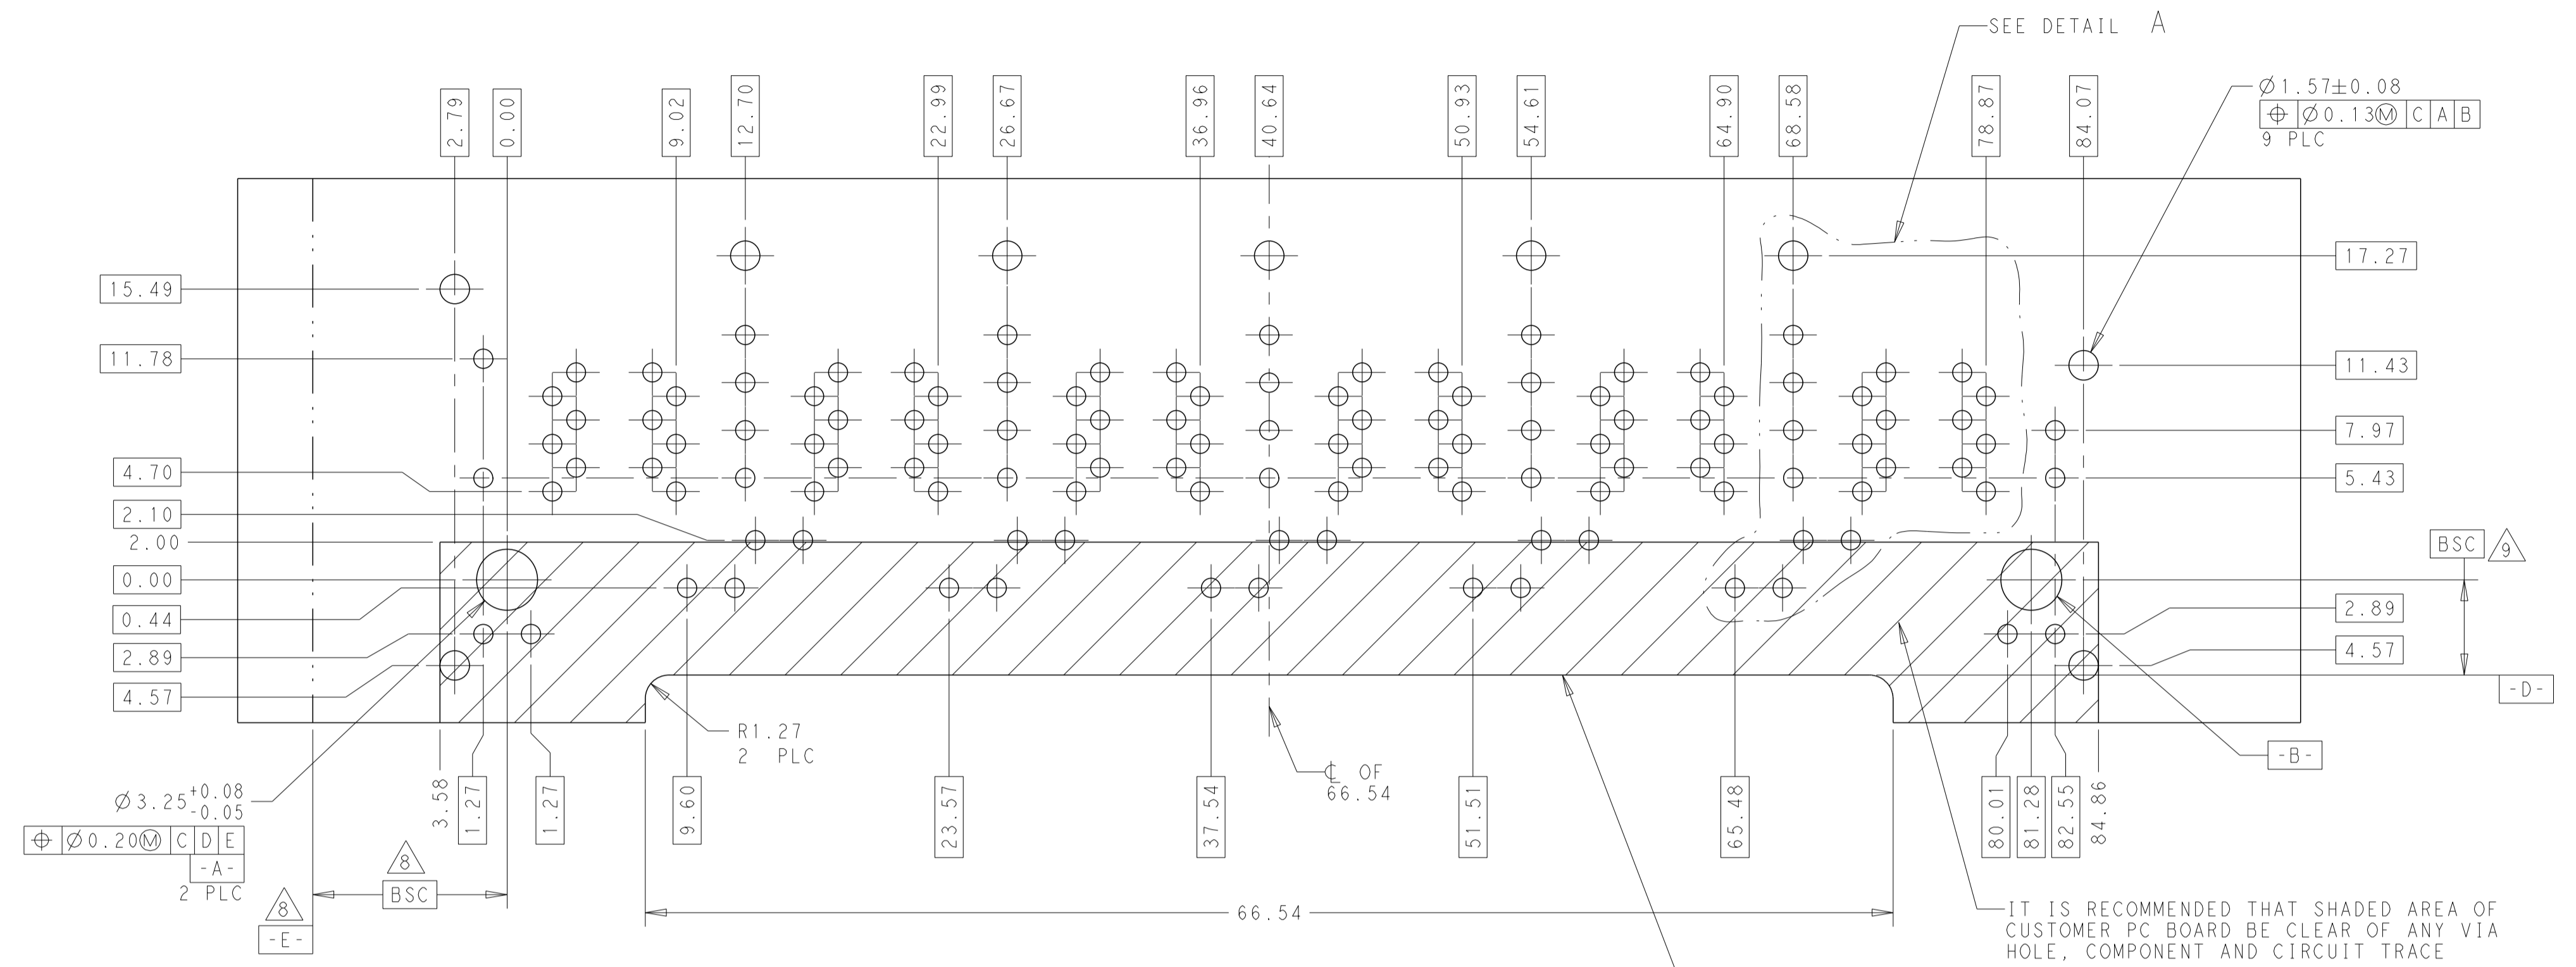 SEE DETAIL A
2.79
0.00
9.02
12.70
22.99
26.67
36.96
40.64
50.93
54.61
64.90
68.58
78.87
84.07
Ø1.57±0.08
⌖ Ø0.13Ⓜ C A B
9 PLC
15.49
11.78
4.70
2.10
2.00
0.00
0.44
2.89
4.57
17.27
11.43
7.97
5.43
BSC 9
2.89
4.57
-D-
-B-
R1.27
2 PLC
℄ OF
66.54
Ø3.25 +0.08
-0.05
⌖ Ø0.20Ⓜ C D E
-A-
2 PLC
3.58
1.27
1.27
9.60
23.57
37.54
51.51
65.48
80.01
81.28
82.55
84.86
8
BSC
8
-E-
66.54
IT IS RECOMMENDED THAT SHADED AREA OF
CUSTOMER PC BOARD BE CLEAR OF ANY VIA
HOLE, COMPONENT AND CIRCUIT TRACE